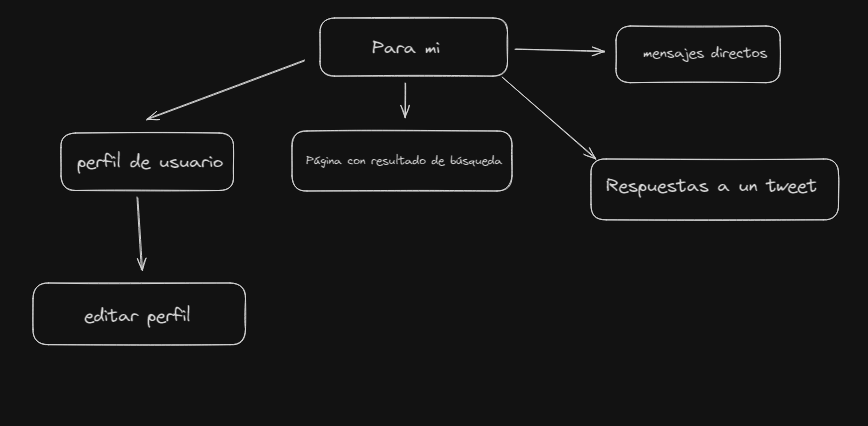 Para mi
mensajes directos
perfil de usuario
Página con resultado de búsqueda
Respuestas a un tweet
editar perfil